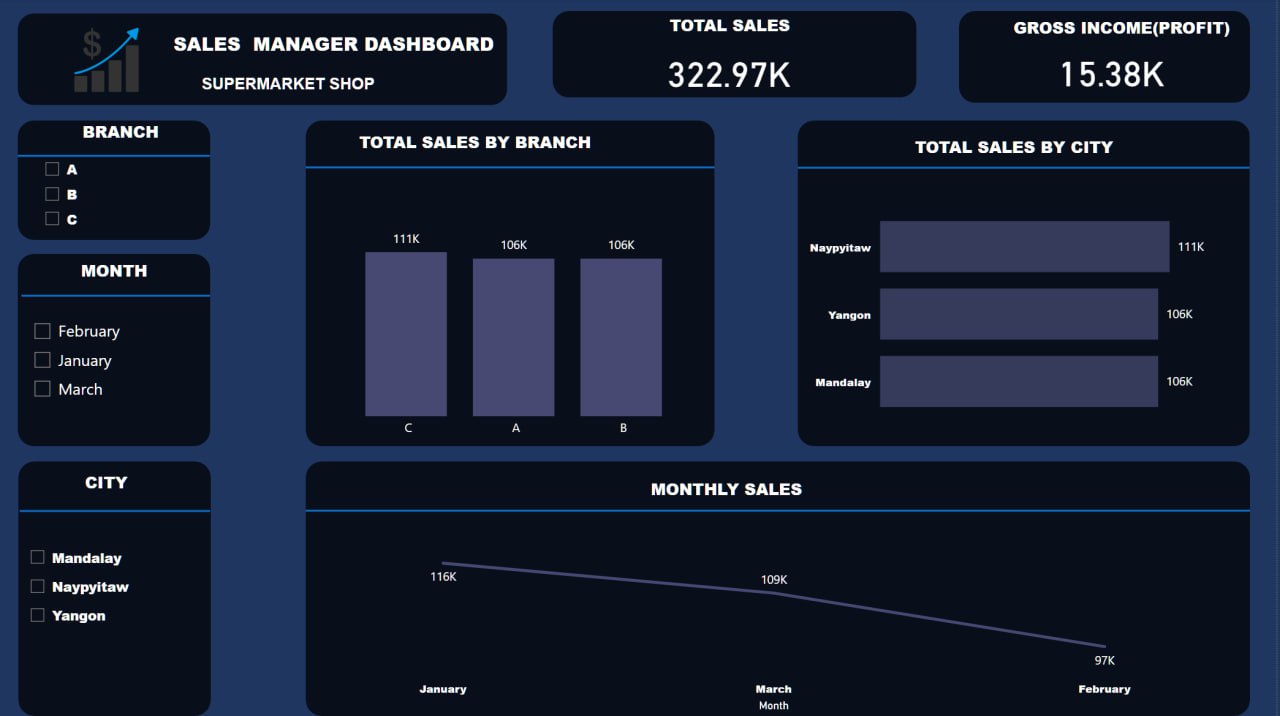 $
SALES MANAGER DASHBOARD
SUPERMARKET SHOP
TOTAL SALES
322.97K
GROSS INCOME(PROFIT)
15.38K
BRANCH
A
B
C
MONTH
February
January
March
CITY
Mandalay
Naypyitaw
Yangon
TOTAL SALES BY BRANCH
111K
106K
106K
C
A
B
TOTAL SALES BY CITY
Naypyitaw
111K
Yangon
106K
Mandalay
106K
MONTHLY SALES
116K
109K
97K
January
March
February
Month